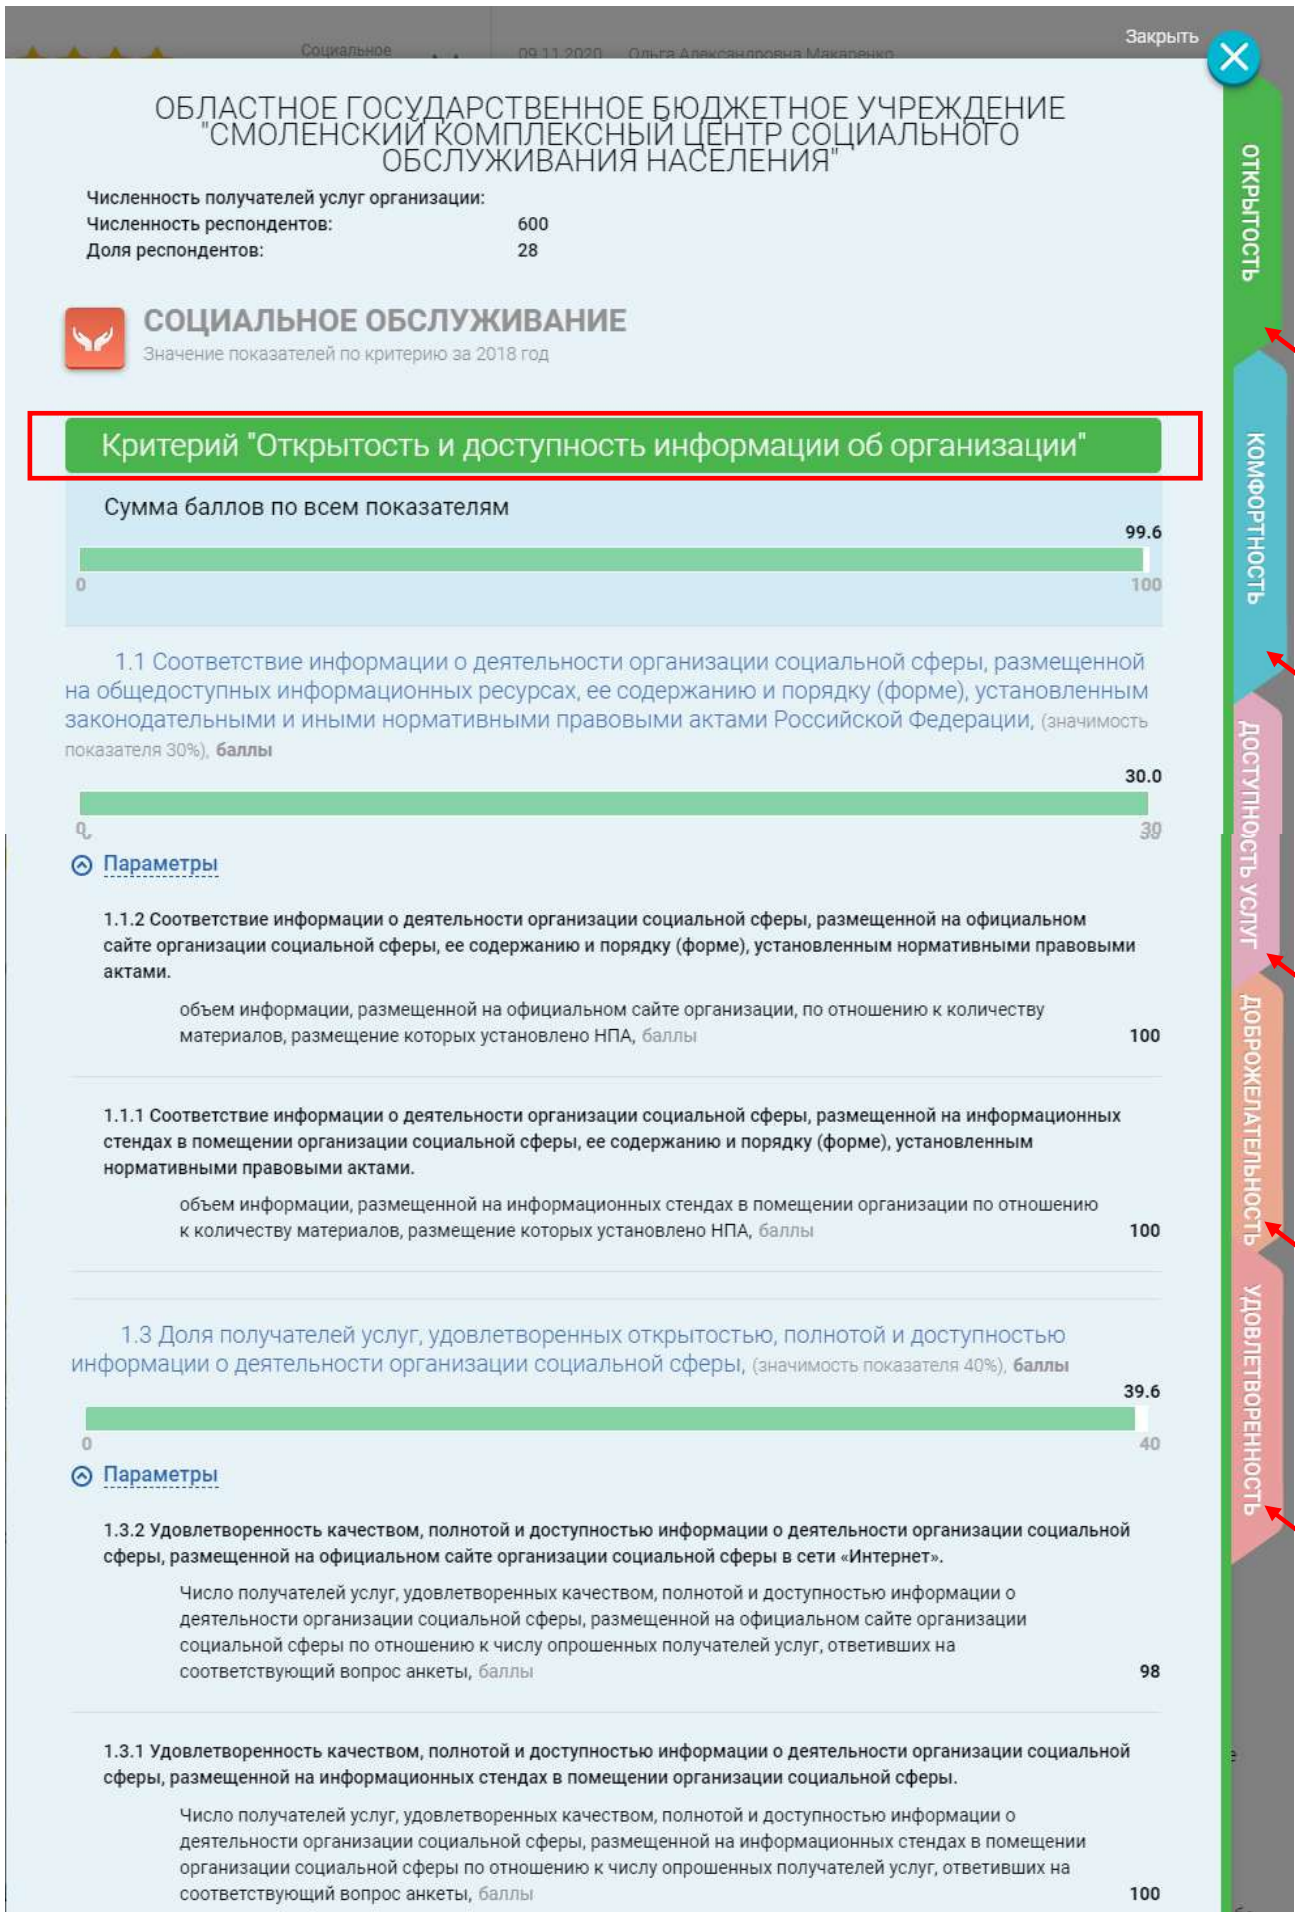 Закрыть
Социальное
09.11.2020 Ольга Александровна Макаренко
ОБЛАСТНОЕ ГОСУДАРСТВЕННОЕ БЮДЖЕТНОЕ УЧРЕЖДЕНИЕ
"СМОЛЕНСКИЙ КОМПЛЕКСНЫЙ ЦЕНТР СОЦИАЛЬНОГО
ОБСЛУЖИВАНИЯ НАСЕЛЕНИЯ"
Численность получателей услуг организации:
Численность респондентов: 600
Доля респондентов: 28
СОЦИАЛЬНОЕ ОБСЛУЖИВАНИЕ
Значение показателей по критерию за 2018 год
Критерий "Открытость и доступность информации об организации"
Сумма баллов по всем показателям
99.6
0 100
1.1 Соответствие информации о деятельности организации социальной сферы, размещенной
на общедоступных информационных ресурсах, ее содержанию и порядку (форме), установленным
законодательными и иными нормативными правовыми актами Российской Федерации, (значимость
показателя 30%), баллы
30.0
0 30
Параметры
1.1.2 Соответствие информации о деятельности организации социальной сферы, размещенной на официальном
сайте организации социальной сферы, ее содержанию и порядку (форме), установленным нормативными правовыми
актами.
объем информации, размещенной на официальном сайте организации, по отношению к количеству
материалов, размещение которых установлено НПА, баллы 100
1.1.1 Соответствие информации о деятельности организации социальной сферы, размещенной на информационных
стендах в помещении организации социальной сферы, ее содержанию и порядку (форме), установленным
нормативными правовыми актами.
объем информации, размещенной на информационных стендах в помещении организации по отношению
к количеству материалов, размещение которых установлено НПА, баллы 100
1.3 Доля получателей услуг, удовлетворенных открытостью, полнотой и доступностью
информации о деятельности организации социальной сферы, (значимость показателя 40%), баллы
39.6
0 40
Параметры
1.3.2 Удовлетворенность качеством, полнотой и доступностью информации о деятельности организации социальной
сферы, размещенной на официальном сайте организации социальной сферы в сети «Интернет».
Число получателей услуг, удовлетворенных качеством, полнотой и доступностью информации о
деятельности организации социальной сферы, размещенной на официальном сайте организации
социальной сферы по отношению к числу опрошенных получателей услуг, ответивших на
соответствующий вопрос анкеты, баллы 98
1.3.1 Удовлетворенность качеством, полнотой и доступностью информации о деятельности организации социальной
сферы, размещенной на информационных стендах в помещении организации социальной сферы.
Число получателей услуг, удовлетворенных качеством, полнотой и доступностью информации о
деятельности организации социальной сферы, размещенной на информационных стендах в помещении
организации социальной сферы по отношению к числу опрошенных получателей услуг, ответивших на
соответствующий вопрос анкеты, баллы 100
ОТКРЫТОСТЬ
КОМФОРТНОСТЬ
ДОСТУПНОСТЬ УСЛУГ
ДОБРОЖЕЛАТЕЛЬНОСТЬ
УДОВЛЕТВОРЕННОСТЬ